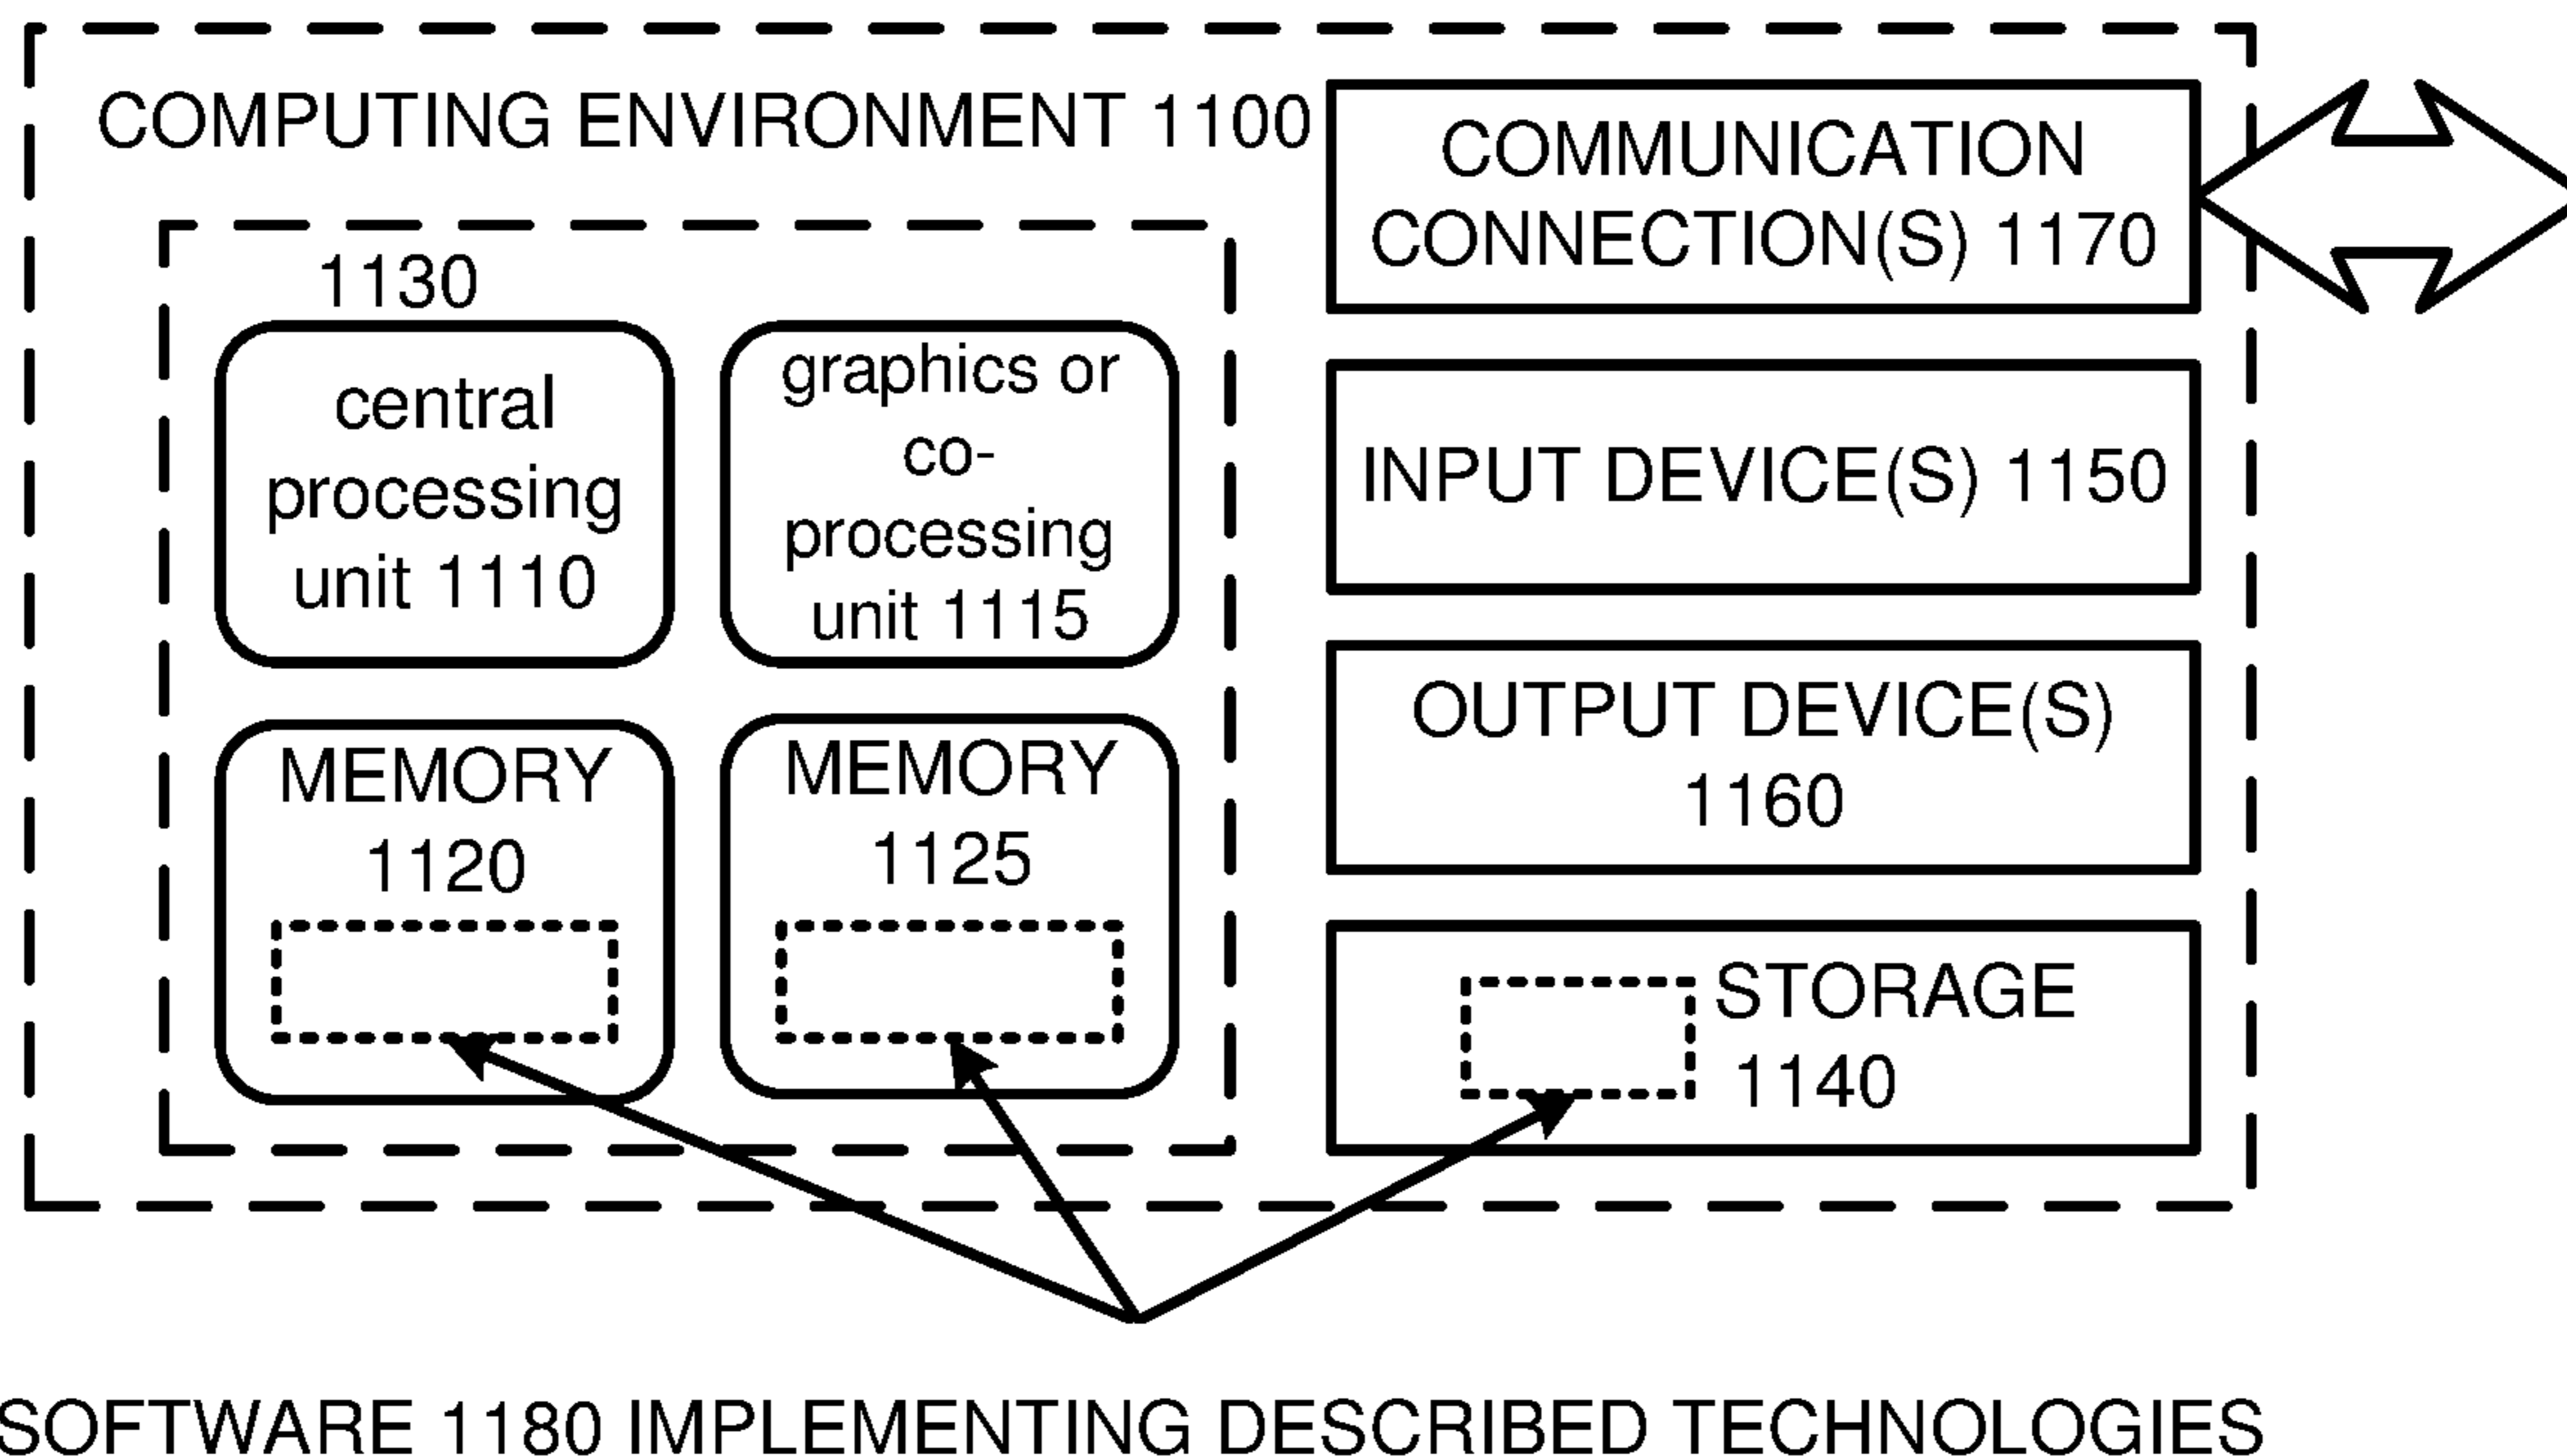 COMPUTING ENVIRONMENT 1100
1130
central
processing
unit 1110
graphics or
co-
processing
unit 1115
MEMORY
1120
MEMORY
1125
COMMUNICATION
CONNECTION(S) 1170
INPUT DEVICE(S) 1150
OUTPUT DEVICE(S)
1160
STORAGE
1140
SOFTWARE 1180 IMPLEMENTING DESCRIBED TECHNOLOGIES